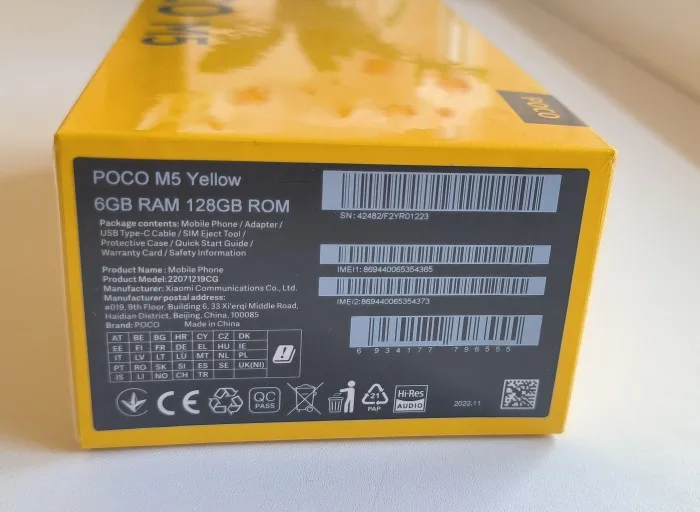 M5
POCO
POCO M5 Yellow
6GB RAM 128GB ROM
Package contents: Mobile Phone / Adapter /
USB Type-C Cable / SIM Eject Tool /
Protective Case / Quick Start Guide /
Warranty Card / Safety Information
Product Name: Mobile Phone
Product Model: 22071219CG
Manufacturer: Xiaomi Communications Co., Ltd.
Manufacturer postal address:
#019, 9th Floor, Building 6, 33 Xi'erqi Middle Road,
Haidian District, Beijing, China, 100085
Brand: POCO Made in China
AT BE BG HR CY CZ DK
EE FI FR DE EL HU IE
IT LV LT LU MT NL PL
PT RO SK SI ES SE UK(NI)
IS LI NO CH TR
SN: 42482/F2YR01223
IMEI1: 869440065354365
IMEI2: 869440065354373
6 934177 796555
CE
QC
PASS
21
PAP
Hi-Res
AUDIO
2022.11